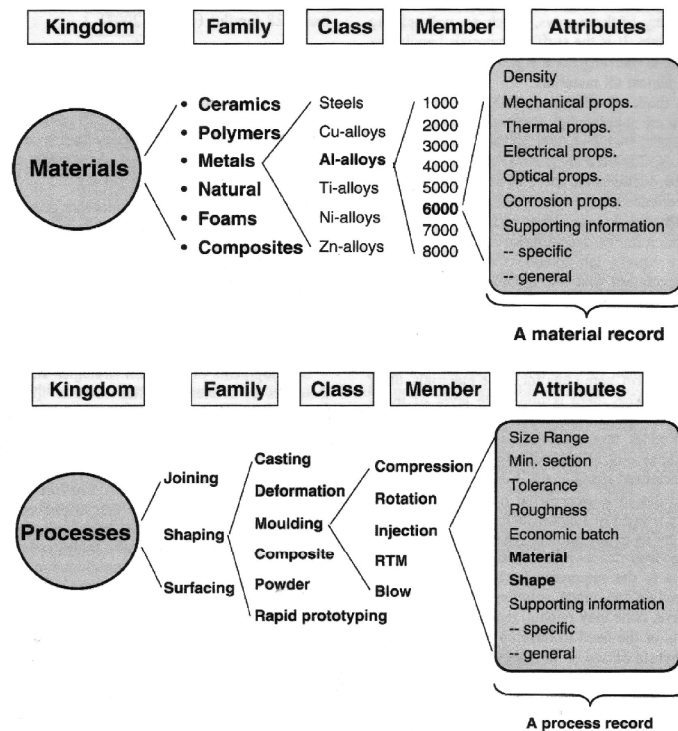 Kingdom Family Class Member Attributes
Materials
• Ceramics
• Polymers
• Metals
• Natural
• Foams
• Composites
Steels
Cu-alloys
Al-alloys
Ti-alloys
Ni-alloys
Zn-alloys
1000
2000
3000
4000
5000
6000
7000
8000
Density
Mechanical props.
Thermal props.
Electrical props.
Optical props.
Corrosion props.
Supporting information
-- specific
-- general
A material record
Kingdom Family Class Member Attributes
Processes
Joining
Shaping
Surfacing
Casting
Deformation
Moulding
Composite
Powder
Rapid prototyping
Compression
Rotation
Injection
RTM
Blow
Size Range
Min. section
Tolerance
Roughness
Economic batch
Material
Shape
Supporting information
-- specific
-- general
A process record